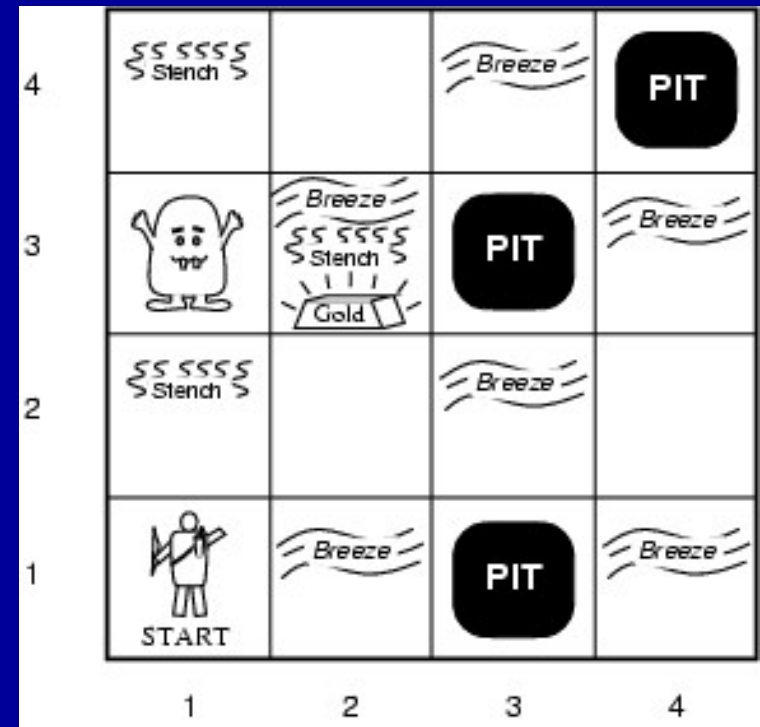 4
Stench
Breeze
PIT
3
Breeze
Stench
Gold
PIT
Breeze
2
Stench
Breeze
1
START
Breeze
PIT
Breeze
1 2 3 4